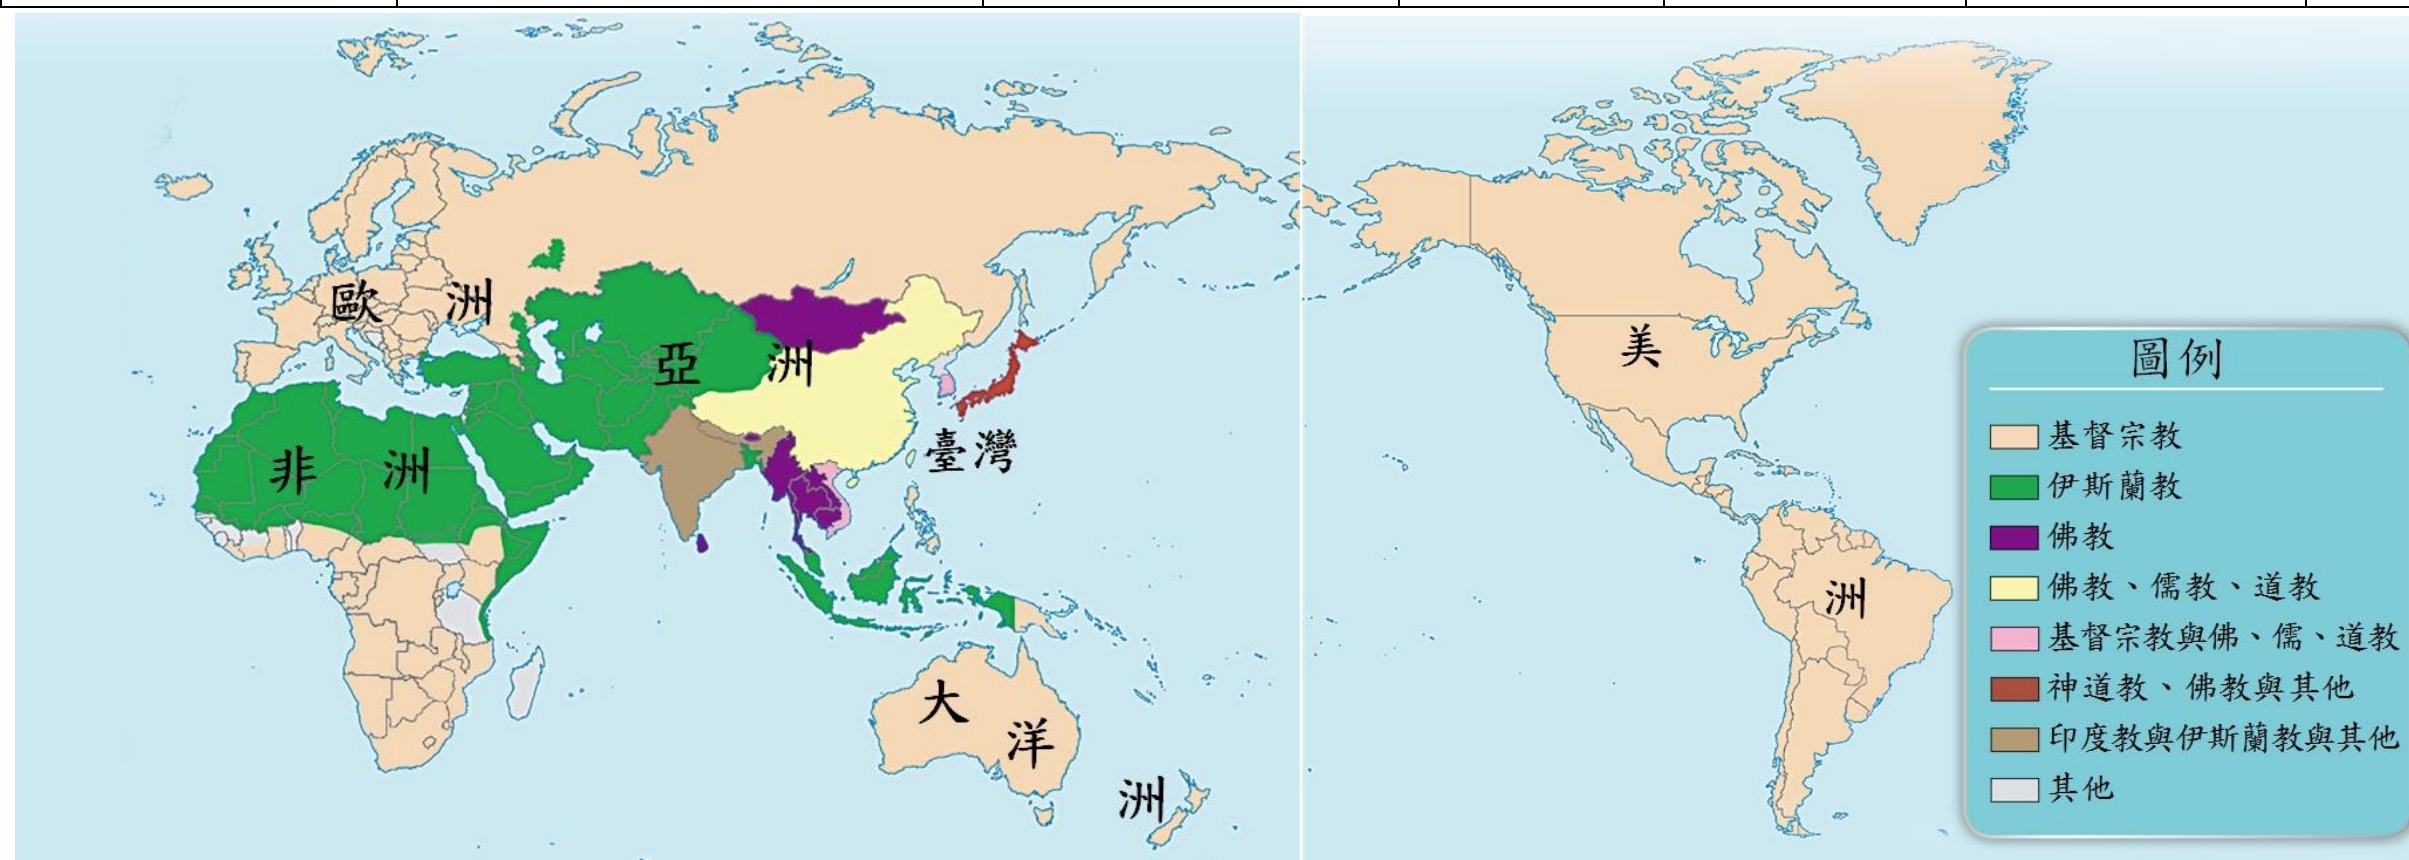 歐洲
亞洲
非洲
臺灣
大洋洲
美洲
圖例
基督宗教
伊斯蘭教
佛教
佛教、儒教、道教
基督宗教與佛、儒、道教
神道教、佛教與其他
印度教與伊斯蘭教與其他
其他